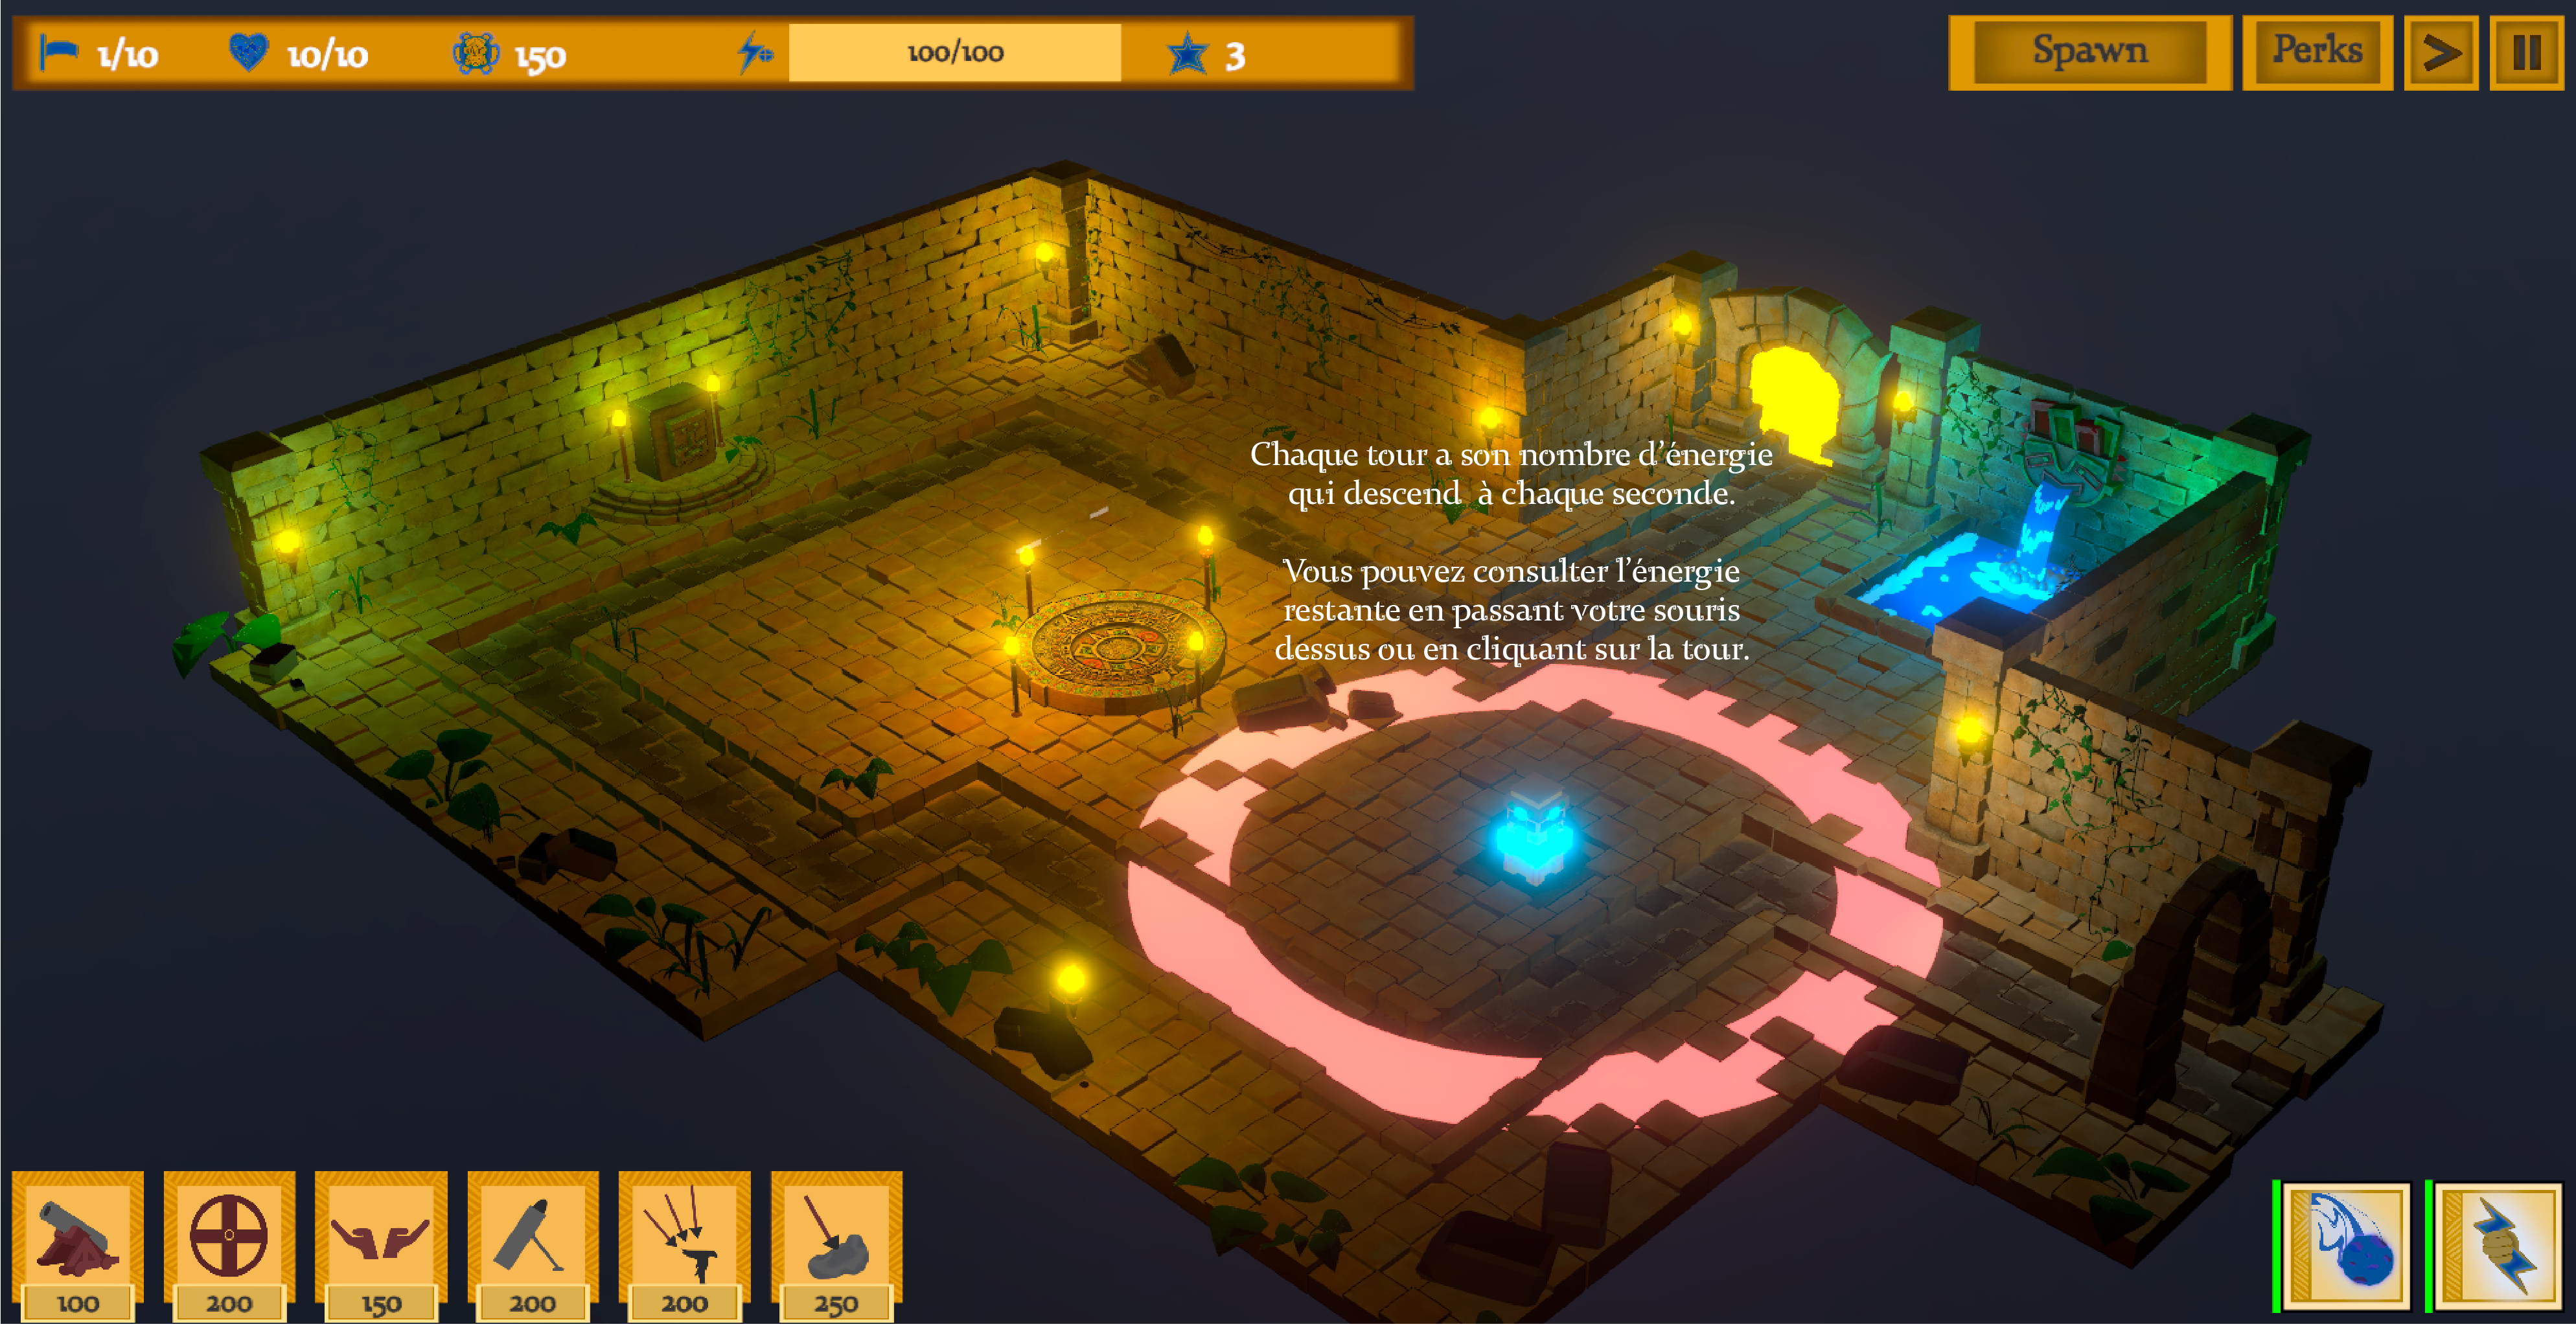 1/10 10/10 150 100/100 3 Spawn Perks >
Chaque tour a son nombre d'énergie
qui descend à chaque seconde.
Vous pouvez consulter l'énergie
restante en passant votre souris
dessus ou en cliquant sur la tour.
100 200 150 200 200 250